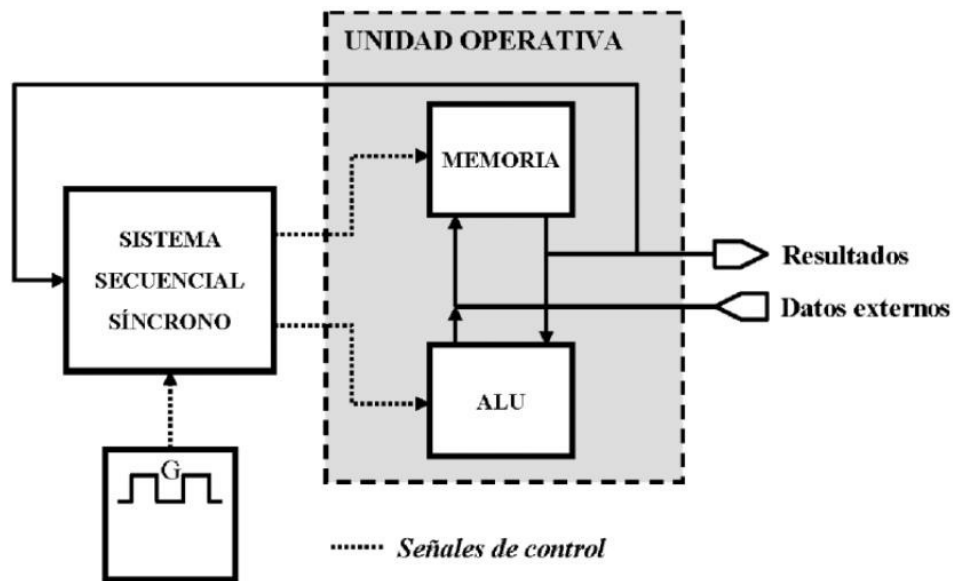 UNIDAD OPERATIVA
MEMORIA
SISTEMA
SECUENCIAL
SÍNCRONO
Resultados
Datos externos
ALU
G
Señales de control